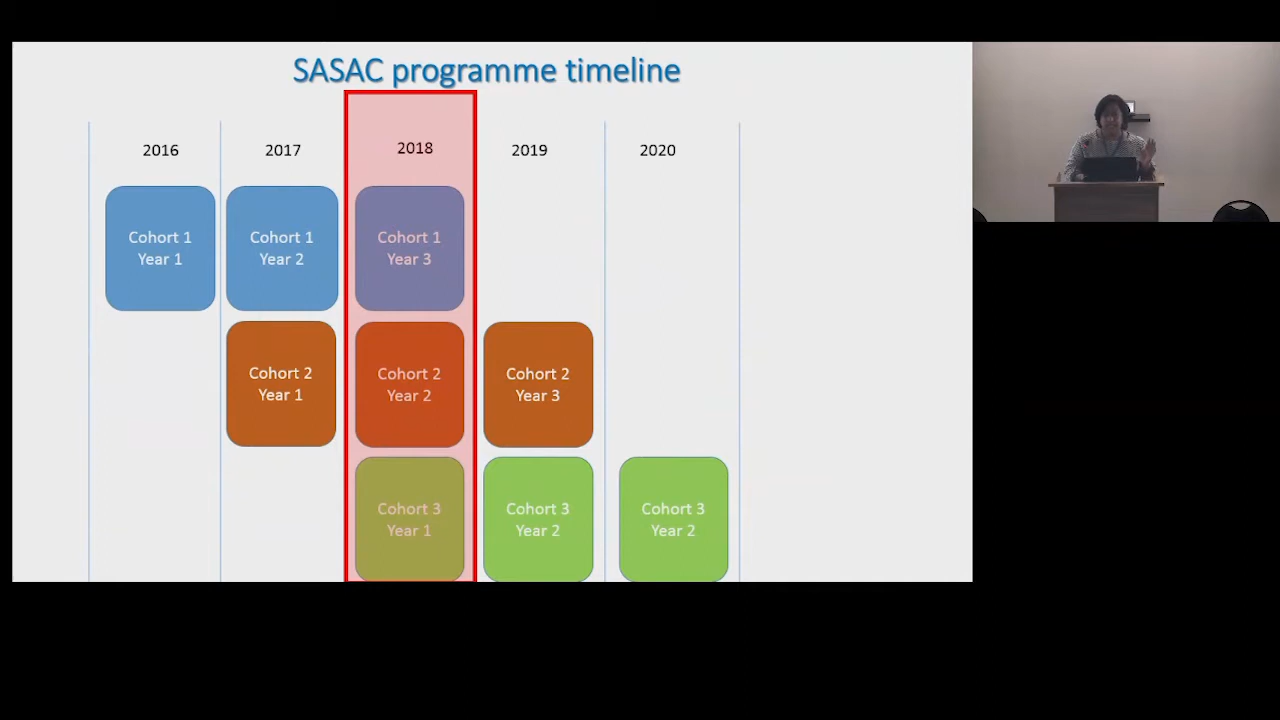 SASAC programme timeline
2016
2017
2018
2019
2020
Cohort 1
Year 1
Cohort 1
Year 2
Cohort 1
Year 3
Cohort 2
Year 1
Cohort 2
Year 2
Cohort 2
Year 3
Cohort 3
Year 1
Cohort 3
Year 2
Cohort 3
Year 2